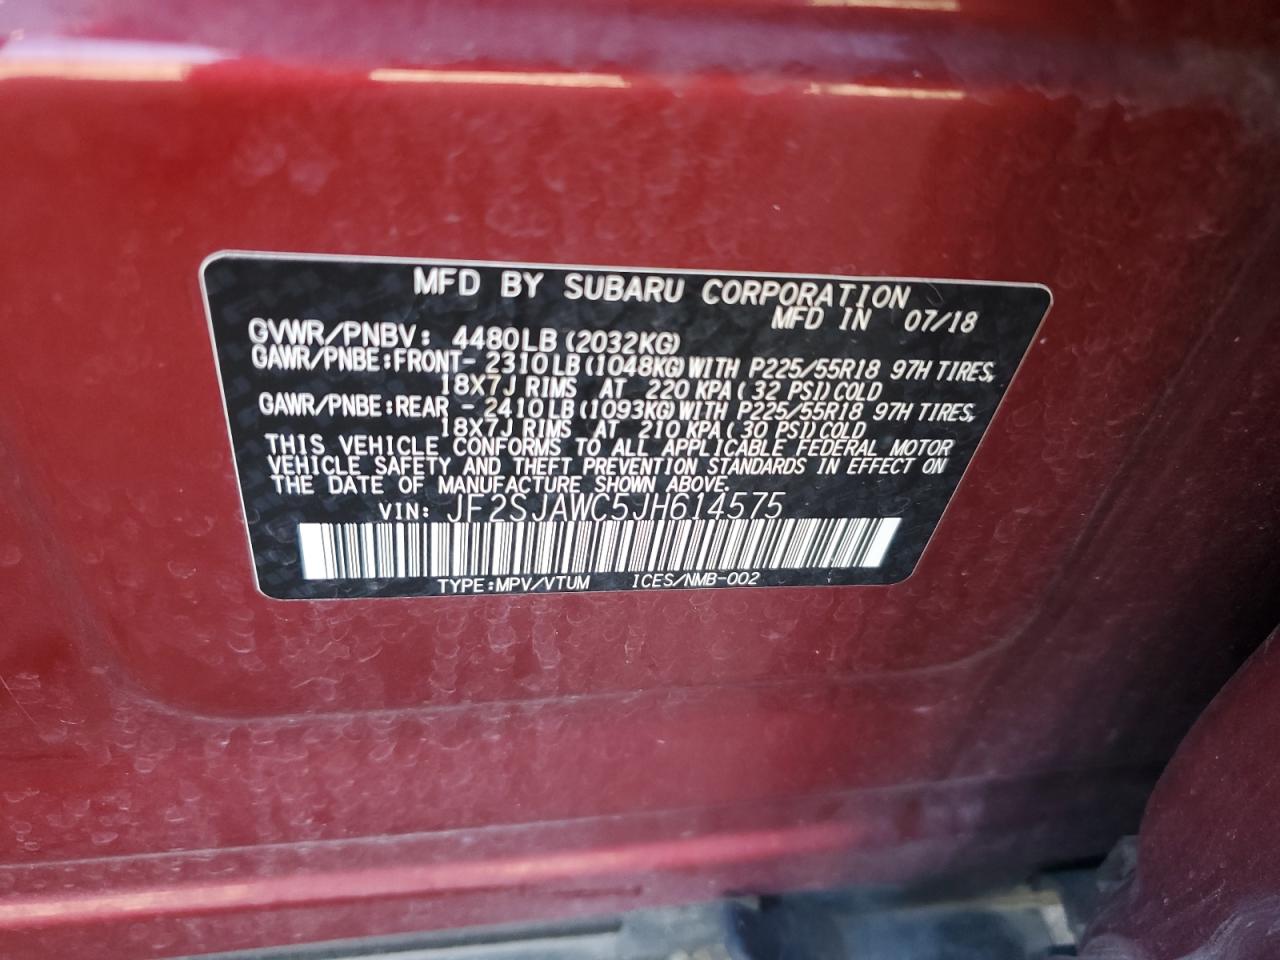 MFD BY SUBARU CORPORATION
MFD IN 07/18
GVWR/PNBV: 4480LB (2032KG)
GAWR/PNBE:FRONT- 2310LB (1048KG) WITH P225/55R18 97H TIRES,
18X7J RIMS AT 220 KPA ( 32 PSI) COLD
GAWR/PNBE:REAR - 2410LB (1093KG) WITH P225/55R18 97H TIRES,
18X7J RIMS AT 210 KPA ( 30 PSI) COLD
THIS VEHICLE CONFORMS TO ALL APPLICABLE FEDERAL MOTOR
VEHICLE SAFETY AND THEFT PREVENTION STANDARDS IN EFFECT ON
THE DATE OF MANUFACTURE SHOWN ABOVE.
VIN: JF2SJAWC5JH614575
TYPE:MPV/VTUM ICES/NMB-002